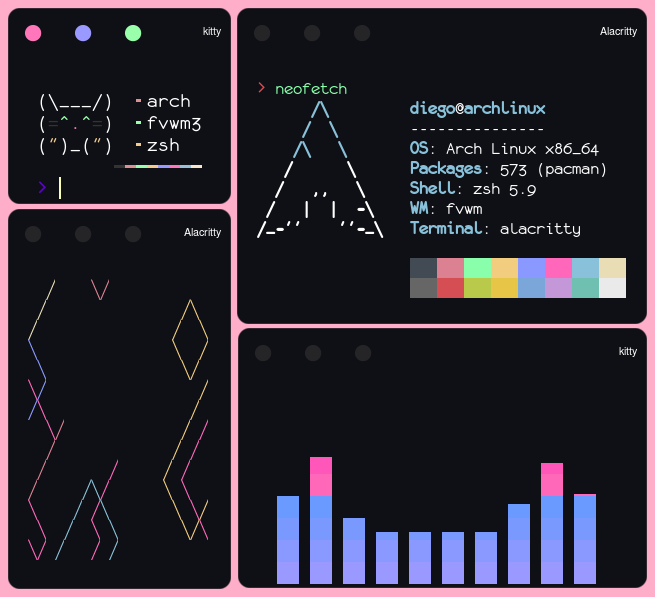 kitty
(\___/)
(=^.^=)
(")_(")
- arch
- fvwm3
- zsh
❯
Alacritty
❯ neofetch
diego@archlinux
---------------
OS: Arch Linux x86_64
Packages: 573 (pacman)
Shell: zsh 5.9
WM: fvwm
Terminal: alacritty
Alacritty
kitty